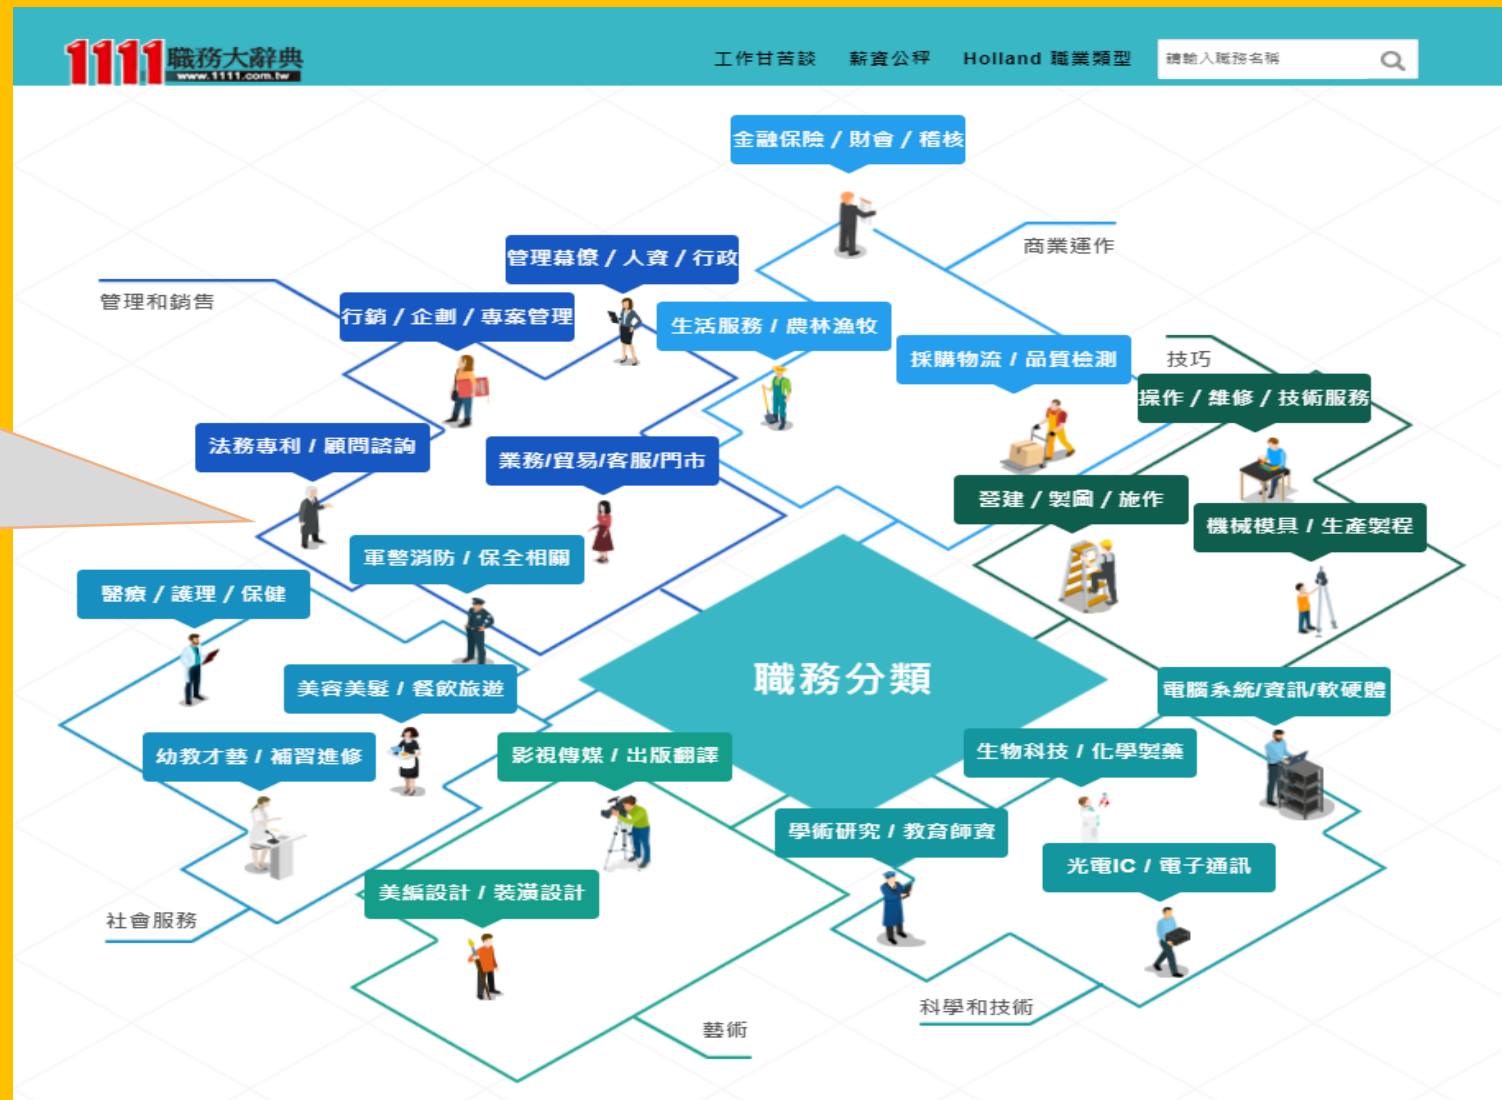 1111職務大辭典
www.1111.com.tw
工作甘苦談 薪資公秤 Holland 職業類型 請輸入職務名稱
金融保險 / 財會 / 稽核
商業運作
管理幕僚 / 人資 / 行政
管理和銷售
行銷 / 企劃 / 專案管理
生活服務 / 農林漁牧
採購物流 / 品質檢測
技巧
操作 / 維修 / 技術服務
法務專利 / 顧問諮詢
業務/貿易/客服/門市
營建 / 製圖 / 施作
機械模具 / 生產製程
軍警消防 / 保全相關
醫療 / 護理 / 保健
職務分類
美容美髮 / 餐飲旅遊
電腦系統/資訊/軟硬體
幼教才藝 / 補習進修
影視傳媒 / 出版翻譯
生物科技 / 化學製藥
學術研究 / 教育師資
光電IC / 電子通訊
美編設計 / 裝潢設計
社會服務
科學和技術
藝術